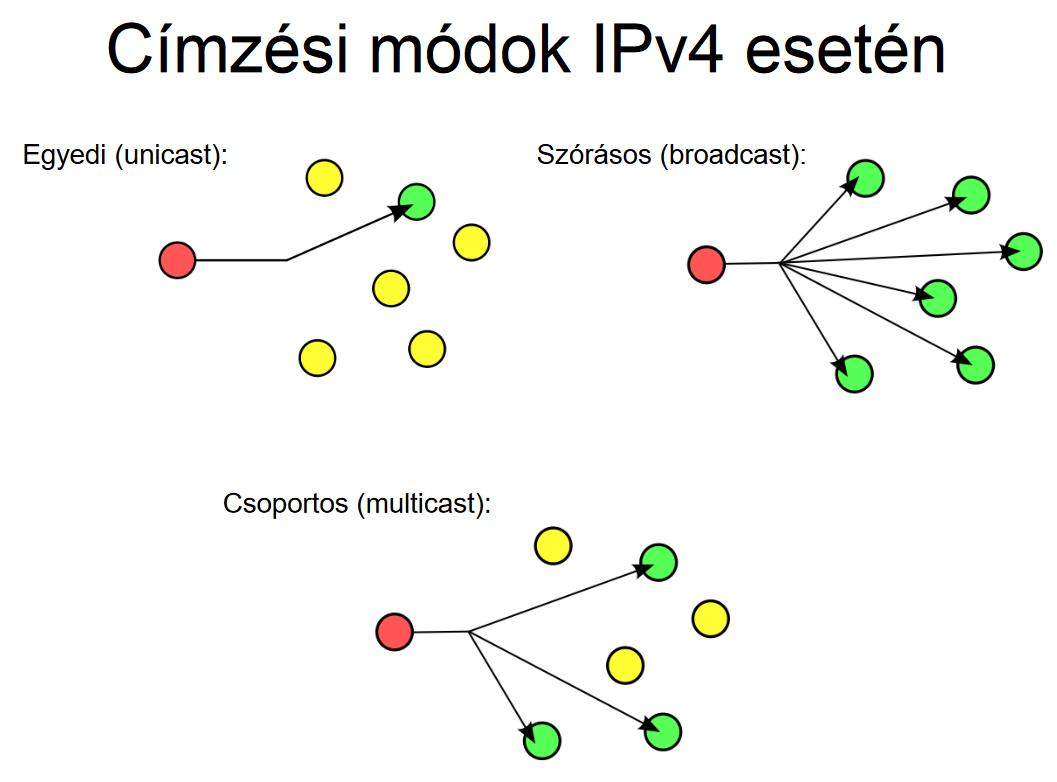 Címzési módok IPv4 esetén
Egyedi (unicast):
Szórásos (broadcast):
Csoportos (multicast):